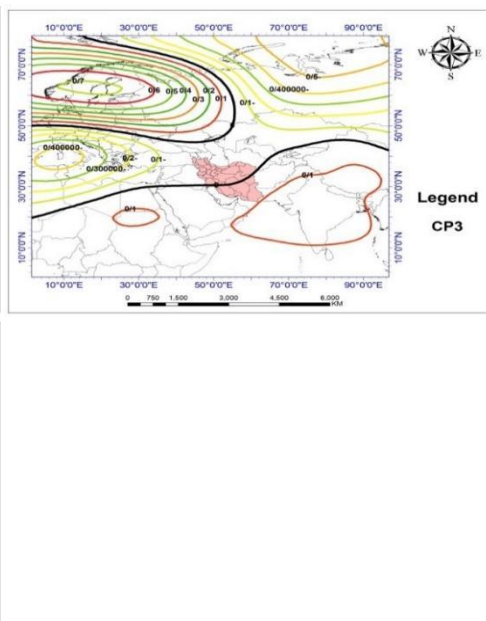 10°0'0"E 30°0'0"E 50°0'0"E 70°0'0"E 90°0'0"E
N
W E
S
70°0'0"N 70°0'0"N
50°0'0"N 50°0'0"N
30°0'0"N 30°0'0"N
10°0'0"N 10°0'0"N
0/7
0/6 0/5 0/4 0/2
0/3 0/1
0/1-
0/5-
0/400000-
0/400000-
0/2- 0/1-
0/300000-
0/1
0/1
Legend
CP3
10°0'0"E 30°0'0"E 50°0'0"E 70°0'0"E 90°0'0"E
0 750 1,500 3,000 4,500 6,000
KM